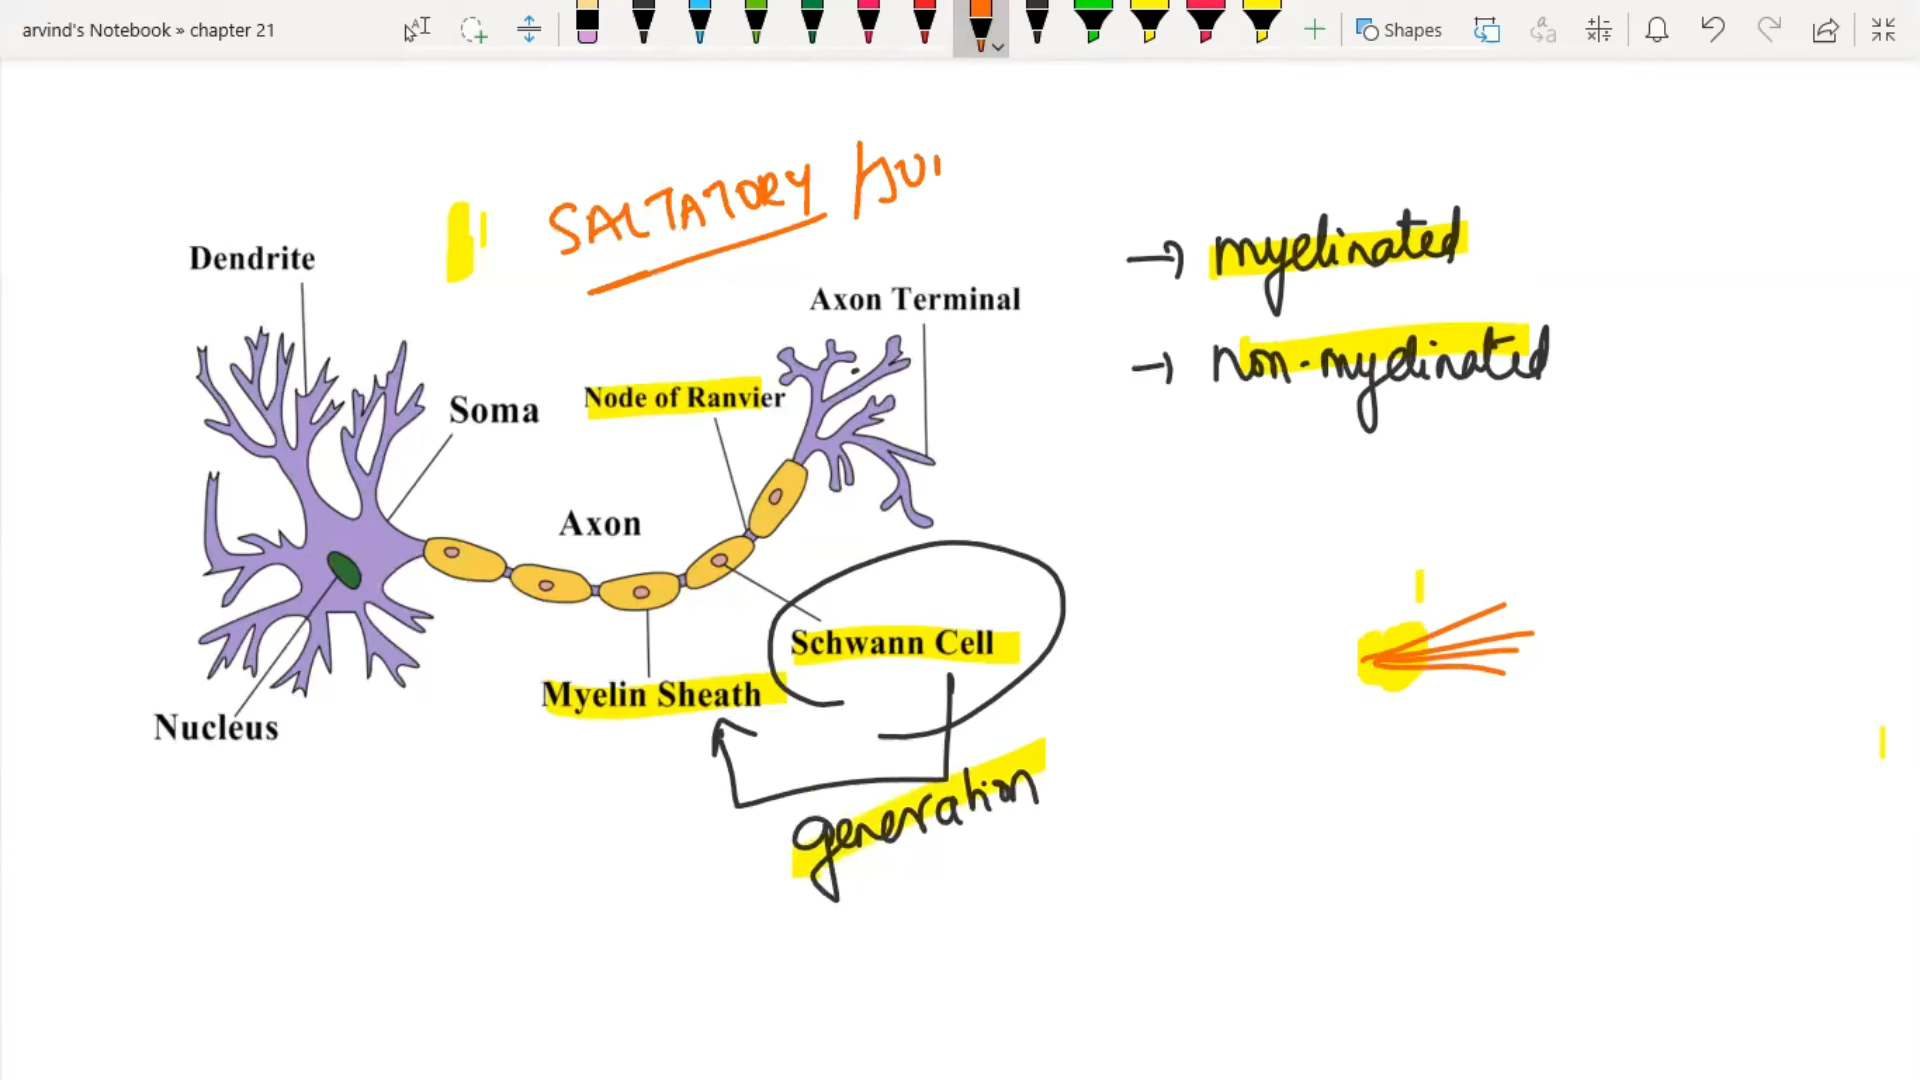 arvind's Notebook » chapter 21
Shapes
SALTATORY
Dendrite
Axon Terminal
→ myelinated
→ non-myelinated
Node of Ranvier
Soma
Axon
Schwann Cell
Myelin Sheath
Nucleus
generation